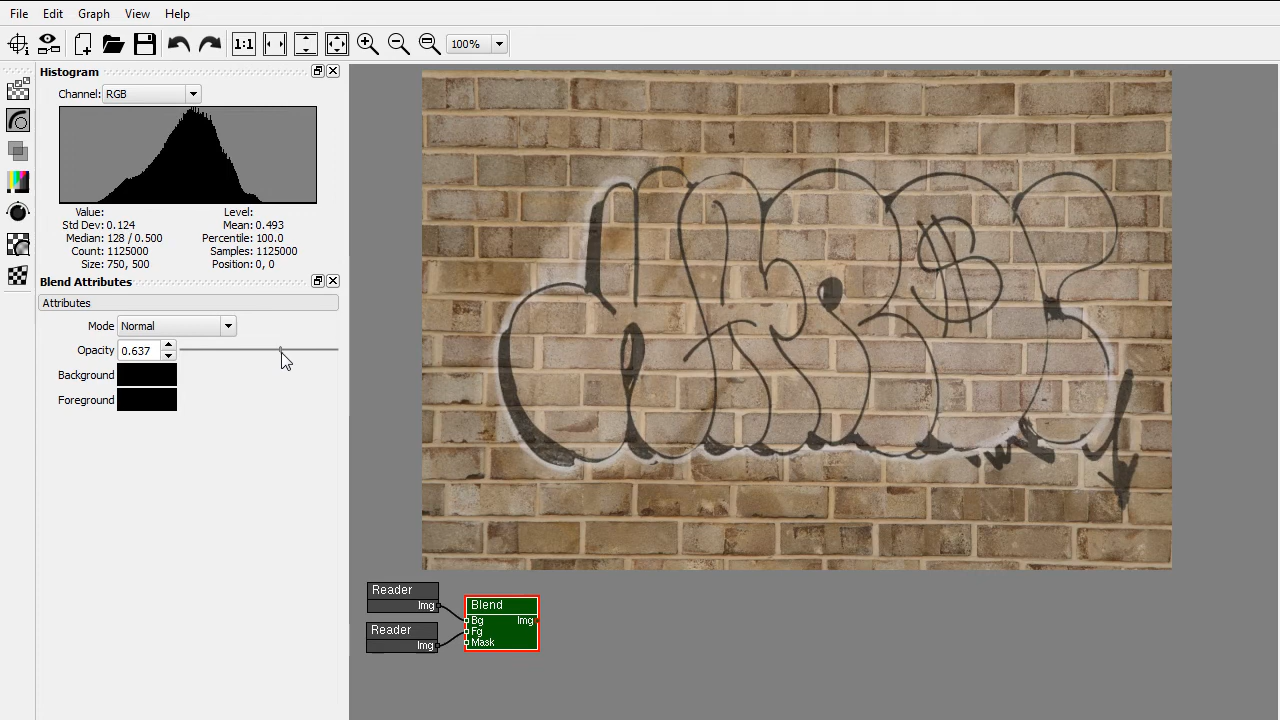 File Edit Graph View Help
1:1 100%
Histogram
Channel: RGB
Value: Level:
Std Dev: 0.124 Mean: 0.493
Median: 128 / 0.500 Percentile: 100.0
Count: 1125000 Samples: 1125000
Size: 750, 500 Position: 0, 0
Blend Attributes
Attributes
Mode Normal
Opacity 0.637
Background
Foreground
Reader
Img
Reader
Img
Blend
Bg Img
Fg
Mask